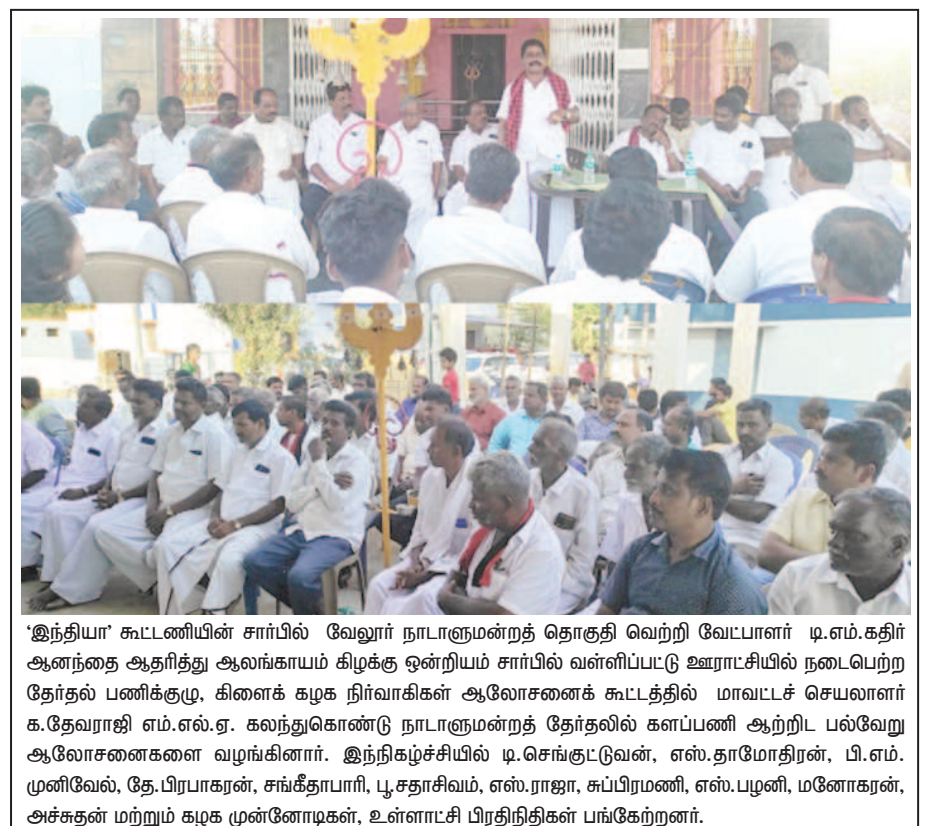 'இந்தியா' கூட்டணியின் சார்பில் வேலூர் நாடாளுமன்றத் தொகுதி வெற்றி வேட்பாளர் டி.எம்.கதிர்
ஆனந்தை ஆதரித்து ஆலங்காயம் கிழக்கு ஒன்றியம் சார்பில் வள்ளிப்பட்டு ஊராட்சியில் நடைபெற்ற
தேர்தல் பணிக்குழு, கிளைக் கழக நிர்வாகிகள் ஆலோசனைக் கூட்டத்தில் மாவட்டச் செயலாளர்
க.தேவராஜி எம்.எல்.ஏ. கலந்துகொண்டு நாடாளுமன்றத் தேர்தலில் களப்பணி ஆற்றிட பல்வேறு
ஆலோசனைகளை வழங்கினார். இந்நிகழ்ச்சியில் டி.செங்குட்டுவன், எஸ்.தாமோதிரன், பி.எம்.
முனிவேல், தே.பிரபாகரன், சங்கீதாபாரி, பூ.சதாசிவம், எஸ்.ராஜா, சுப்பிரமணி, எஸ்.பழனி, மனோகரன்,
அச்சுதன் மற்றும் கழக முன்னோடிகள், உள்ளாட்சி பிரதிநிதிகள் பங்கேற்றனர்.